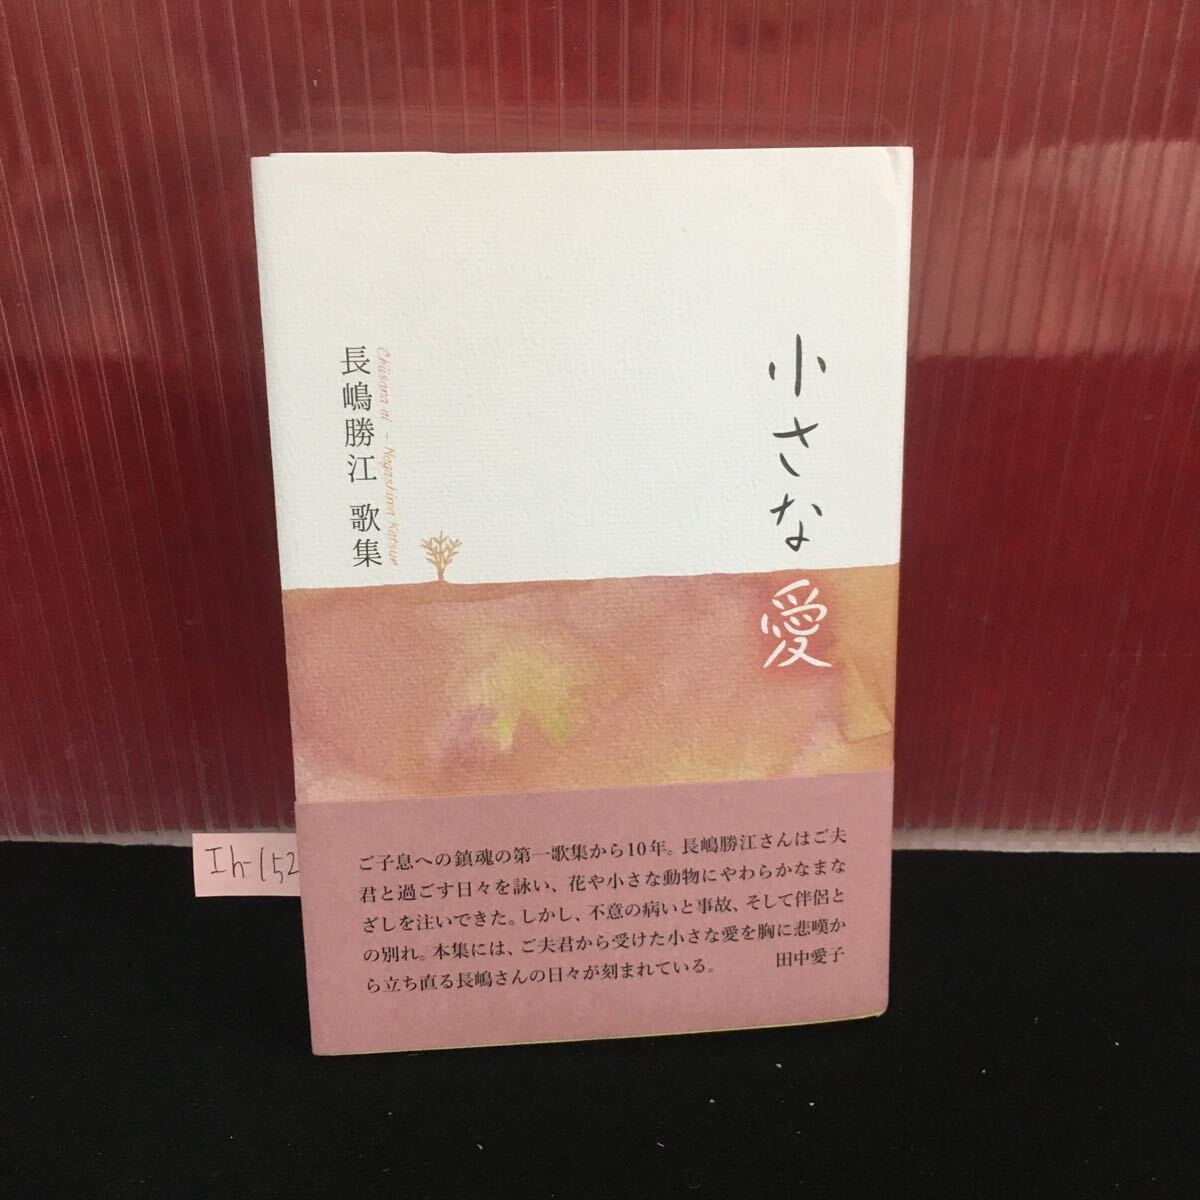 小さな愛
Chiisana ai － Nagashima Katsue
長嶋勝江 歌集
ご子息への鎮魂の第一歌集から10年。長嶋勝江さんはご夫
君と過ごす日々を詠い、花や小さな動物にやわらかなまな
ざしを注いできた。しかし、不意の病いと事故、そして伴侶と
の別れ。本集には、ご夫君から受けた小さな愛を胸に悲嘆か
ら立ち直る長嶋さんの日々が刻まれている。 田中愛子
Ih-152